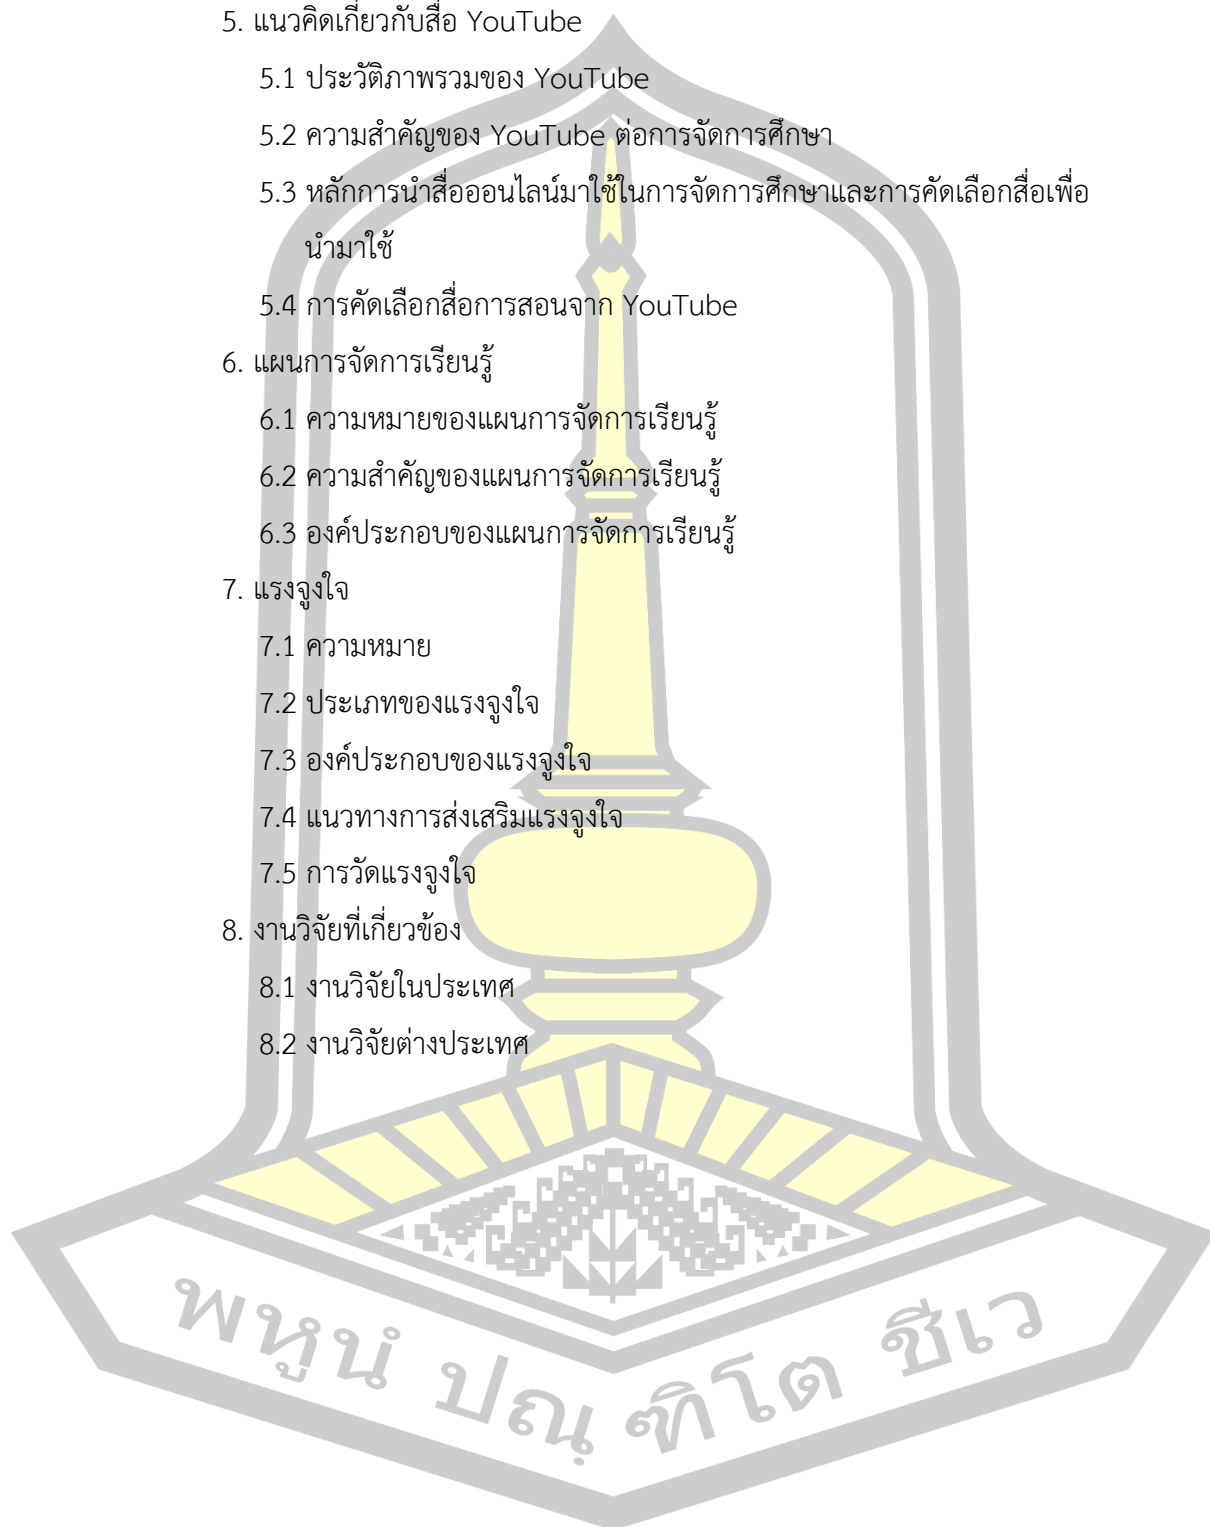 5. แนวคิดเกี่ยวกับสื่อ YouTube
5.1 ประวัติภาพรวมของ YouTube
5.2 ความสำคัญของ YouTube ต่อการจัดการศึกษา
5.3 หลักการนำสื่อออนไลน์มาใช้ในการจัดการศึกษาและการคัดเลือกสื่อเพื่อ
นำมาใช้
5.4 การคัดเลือกสื่อการสอนจาก YouTube
6. แผนการจัดการเรียนรู้
6.1 ความหมายของแผนการจัดการเรียนรู้
6.2 ความสำคัญของแผนการจัดการเรียนรู้
6.3 องค์ประกอบของแผนการจัดการเรียนรู้
7. แรงจูงใจ
7.1 ความหมาย
7.2 ประเภทของแรงจูงใจ
7.3 องค์ประกอบของแรงจูงใจ
7.4 แนวทางการส่งเสริมแรงจูงใจ
7.5 การวัดแรงจูงใจ
8. งานวิจัยที่เกี่ยวข้อง
8.1 งานวิจัยในประเทศ
8.2 งานวิจัยต่างประเทศ
พหูนํ ปณฺฑิโต ชีเว